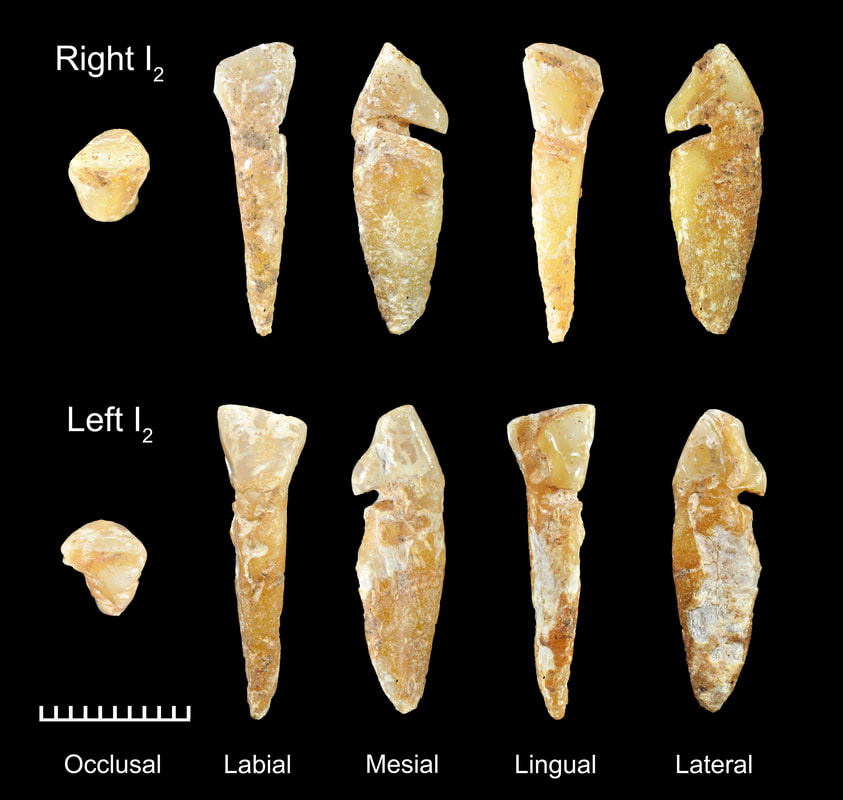 Right I₂
Left I₂
Occlusal Labial Mesial Lingual Lateral